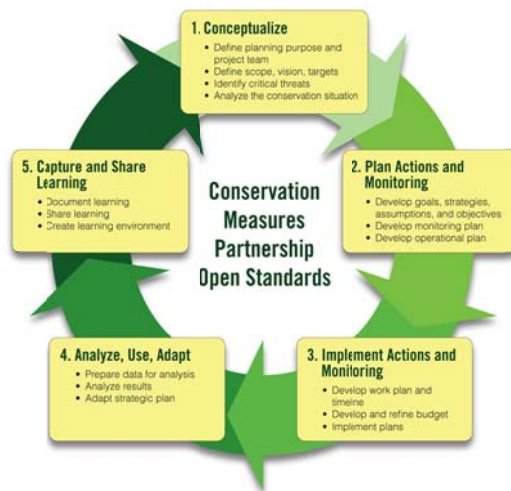 1. Conceptualize
• Define planning purpose and
project team
• Define scope, vision, targets
• Identify critical threats
• Analyze the conservation situation
2. Plan Actions and
Monitoring
• Develop goals, strategies,
assumptions, and objectives
• Develop monitoring plan
• Develop operational plan
3. Implement Actions and
Monitoring
• Develop work plan and
timeline
• Develop and refine budget
• Implement plans
4. Analyze, Use, Adapt
• Prepare data for analysis
• Analyze results
• Adapt strategic plan
5. Capture and Share
Learning
• Document learning
• Share learning
• Create learning environment
Conservation
Measures
Partnership
Open Standards